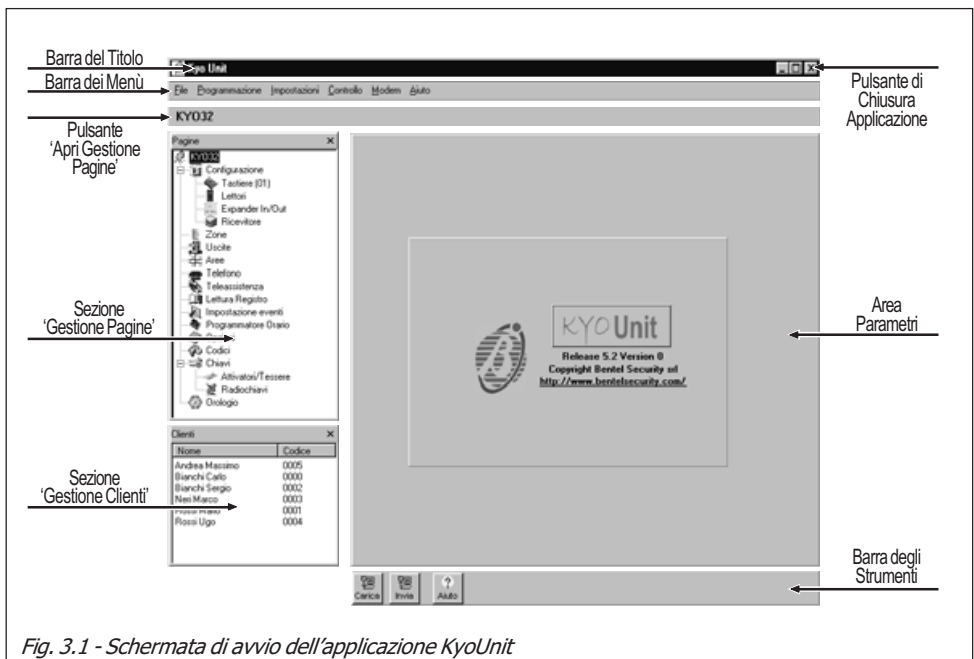 Barra del Titolo
Barra dei Menù
Pulsante
'Apri Gestione
Pagine'
Sezione
'Gestione Pagine'
Sezione
'Gestione Clienti'
Kyo Unit
File Programmazione Impostazioni Controllo Modem Aiuto
KYO32
Pagine
KYO32
Configurazione
Tastiere (01)
Lettori
Expander In/Out
Ricevitore
Zone
Uscite
Aree
Telefono
Teleassistenza
Lettura Registro
Impostazione eventi
Programmatore Orario
Codici
Chiavi
Attivatori/Tessere
Radiochiavi
Orologio
Clienti
Nome Codice
Andrea Massimo 0005
Bianchi Carlo 0000
Bianchi Sergio 0002
Neri Marco 0003
Rossi Mario 0001
Rossi Ugo 0004
KYO Unit
Release 5.2 Version 0
Copyright Bentel Security srl
http://www.bentelsecurity.com/
Carica Invia Aiuto
Pulsante di
Chiusura
Applicazione
Area
Parametri
Barra degli
Strumenti
Fig. 3.1 - Schermata di avvio dell'applicazione KyoUnit